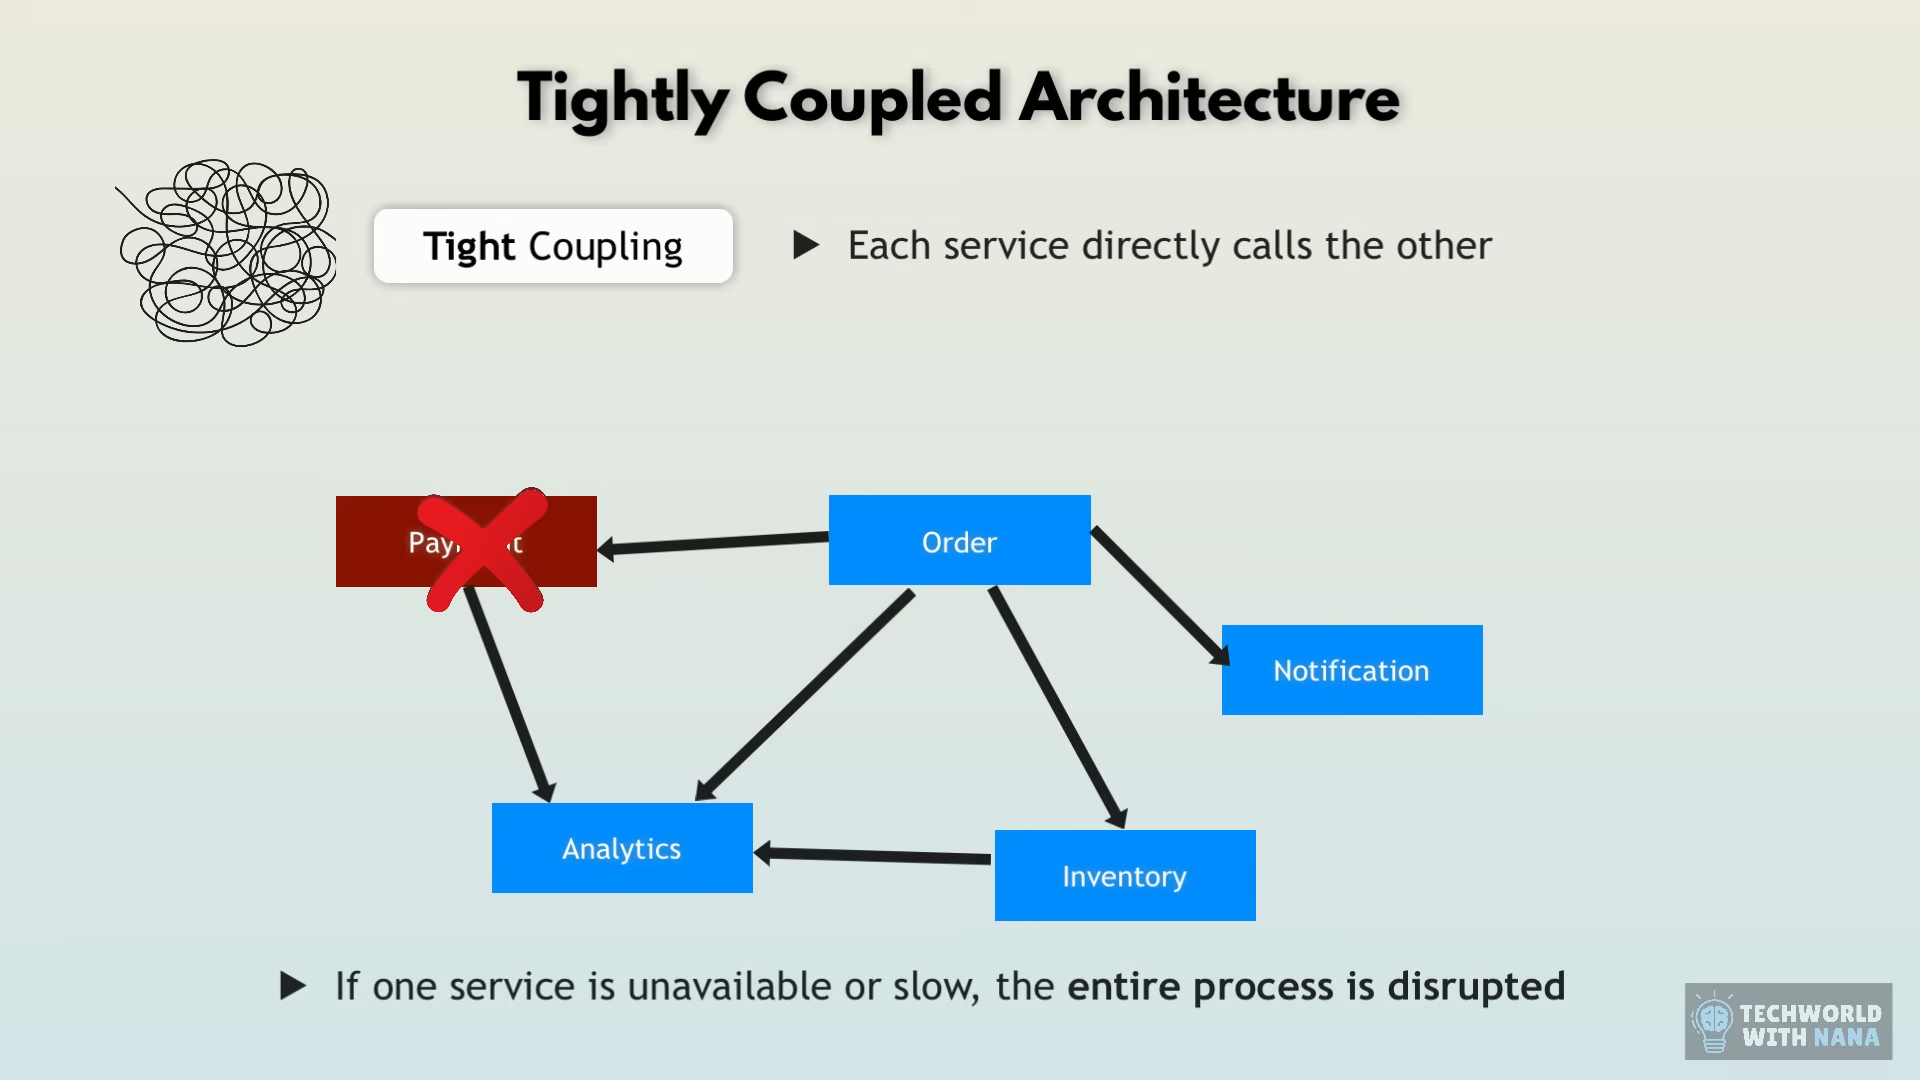 Tightly Coupled Architecture
Tight Coupling
Each service directly calls the other
Order
Notification
Analytics
Inventory
If one service is unavailable or slow, the entire process is disrupted
TECHWORLD
WITH NANA